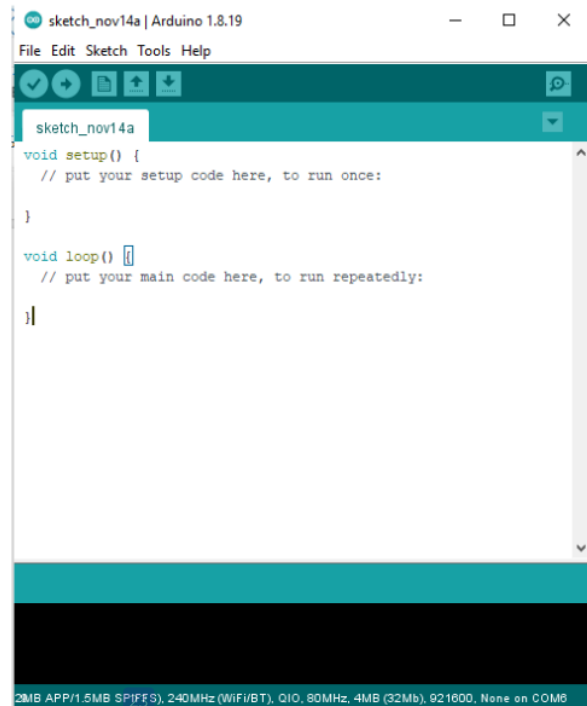 sketch_nov14a | Arduino 1.8.19
File Edit Sketch Tools Help
sketch_nov14a
void setup() {
  // put your setup code here, to run once:
}
void loop() {
  // put your main code here, to run repeatedly:
}
MB APP/1.5MB SPIFFS), 240MHz (WiFi/BT), QIO, 80MHz, 4MB (32Mb), 921600, None on COM6